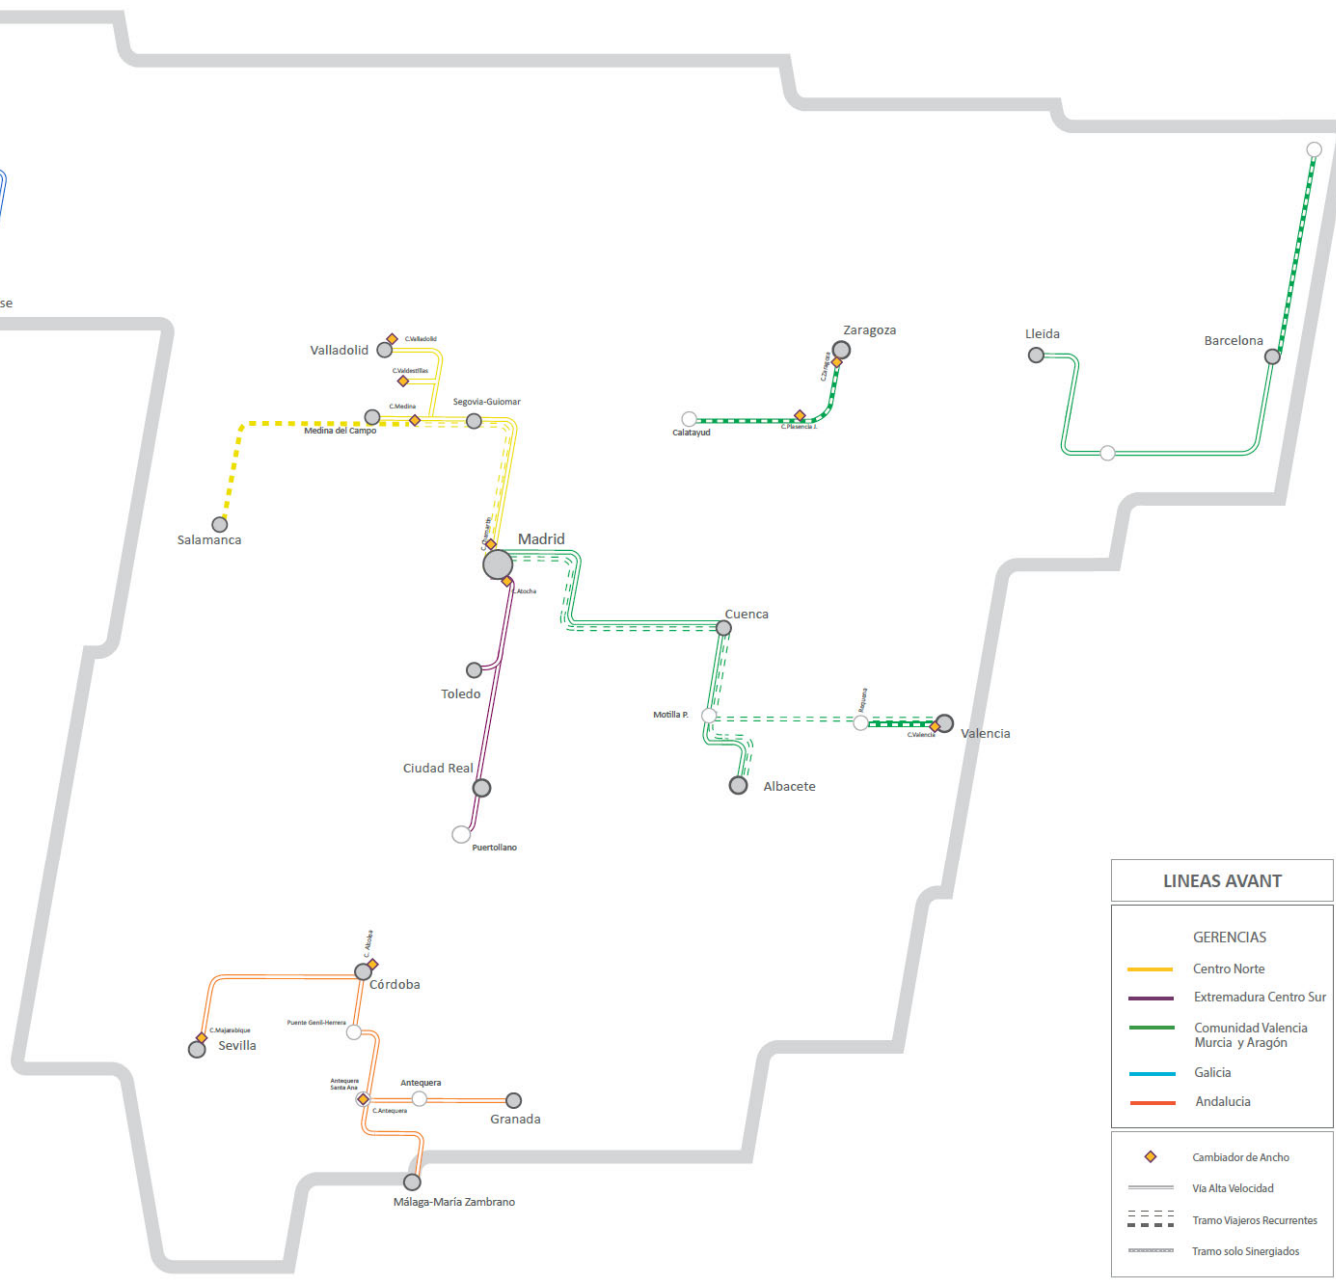 se
Valladolid
C.Valladolid
C.Valdestillas
C.Medina
Segovia-Guiomar
Medina del Campo
Salamanca
C.Chamartín
Madrid
C.Atocha
Toledo
Ciudad Real
Puertollano
Zaragoza
C.Zaragoza
Calatayud
C.Plasencia J.
Lleida
Barcelona
Cuenca
Motilla P.
Requena
C.Valencia
Valencia
Albacete
C. Alcolea
Córdoba
C.Majarabique
Sevilla
Puente Genil-Herrera
Antequera
Santa Ana
C.Antequera
Antequera
Granada
Málaga-María Zambrano
LINEAS AVANT
GERENCIAS
Centro Norte
Extremadura Centro Sur
Comunidad Valencia
Murcia y Aragón
Galicia
Andalucia
Cambiador de Ancho
Vía Alta Velocidad
Tramo Viajeros Recurrentes
Tramo solo Sinergiados